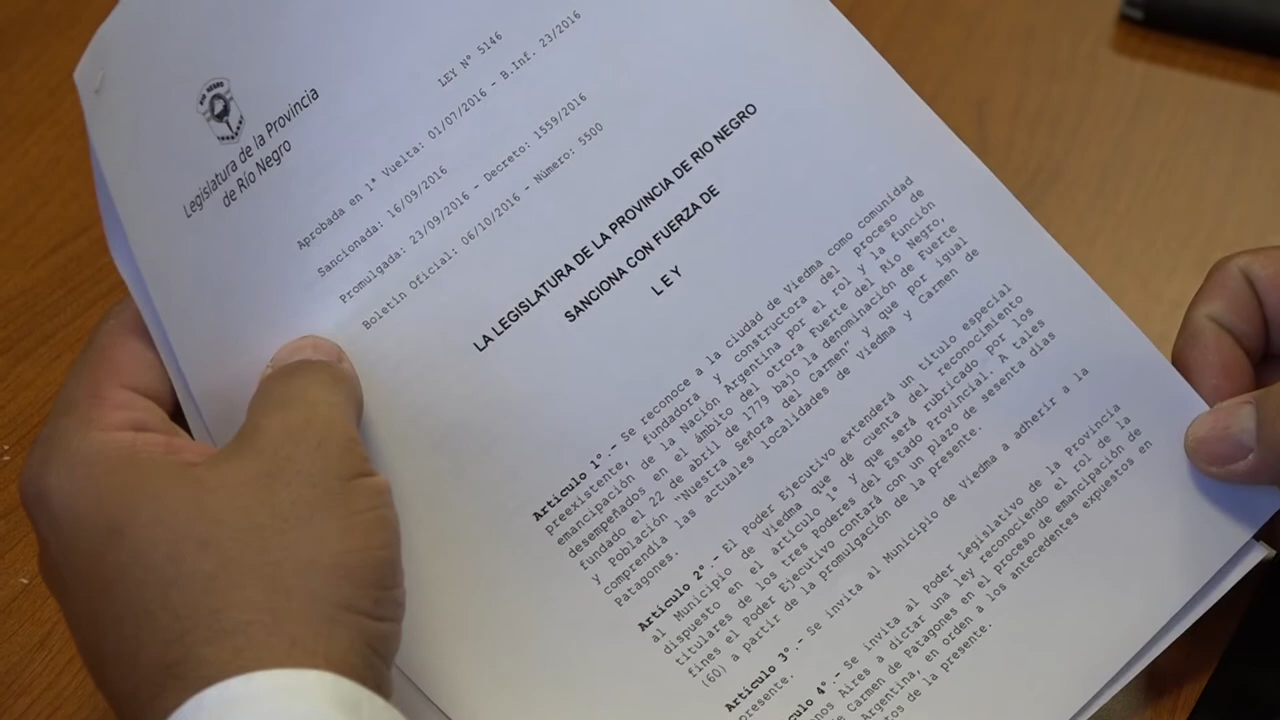 RIO NEGRO
Legislatura de la Provincia
de Río Negro
LEY Nº 5146
Aprobada en 1ª Vuelta: 01/07/2016 - B.Inf. 23/2016
Sancionada: 16/09/2016
Promulgada: 23/09/2016 - Decreto: 1559/2016
Boletín Oficial: 06/10/2016 - Número: 5500
LA LEGISLATURA DE LA PROVINCIA DE RIO NEGRO
SANCIONA CON FUERZA DE
L E Y
Artículo 1º.- Se reconoce a la ciudad de Viedma como comunidad
preexistente, fundadora y constructora del proceso de
emancipación de la Nación Argentina por el rol y la función
desempeñados en el ámbito del otrora Fuerte del Río Negro,
fundado el 22 de abril de 1779 bajo la denominación de Fuerte
y Población "Nuestra Señora del Carmen" y que por igual
comprendía las actuales localidades de Viedma y Carmen de
Patagones.
Artículo 2º.- El Poder Ejecutivo extenderá un título especial
al Municipio de Viedma que dé cuenta del reconocimiento
dispuesto en el artículo 1º y que será rubricado por los
titulares de los tres Poderes del Estado Provincial. A tales
fines el Poder Ejecutivo contará con un plazo de sesenta días
(60) a partir de la promulgación de la presente.
Artículo 3º.- Se invita al Municipio de Viedma a adherir a la
presente.
culo 4º.- Se invita al Poder Legislativo de la Provincia
nos Aires a dictar una ley reconociendo el rol de la
de Carmen de Patagones en el proceso de emancipación de
Argentina, en orden a los antecedentes expuestos en
tos de la presente.